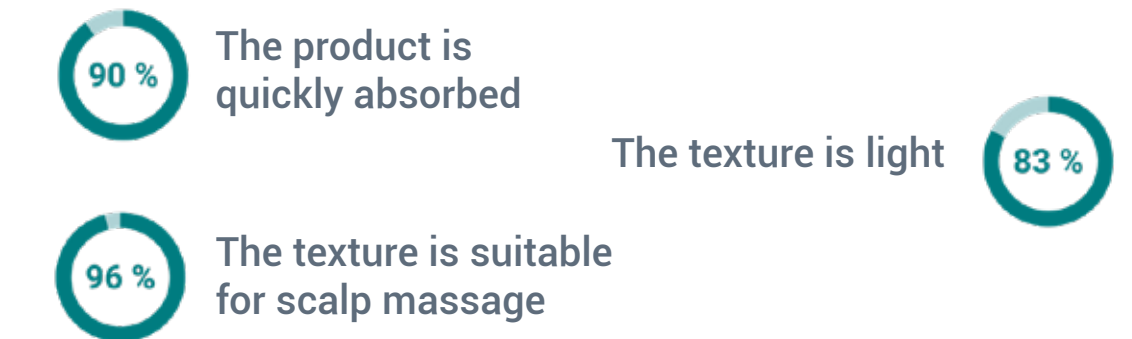 90 %
The product is
quickly absorbed
The texture is light
83 %
96 %
The texture is suitable
for scalp massage